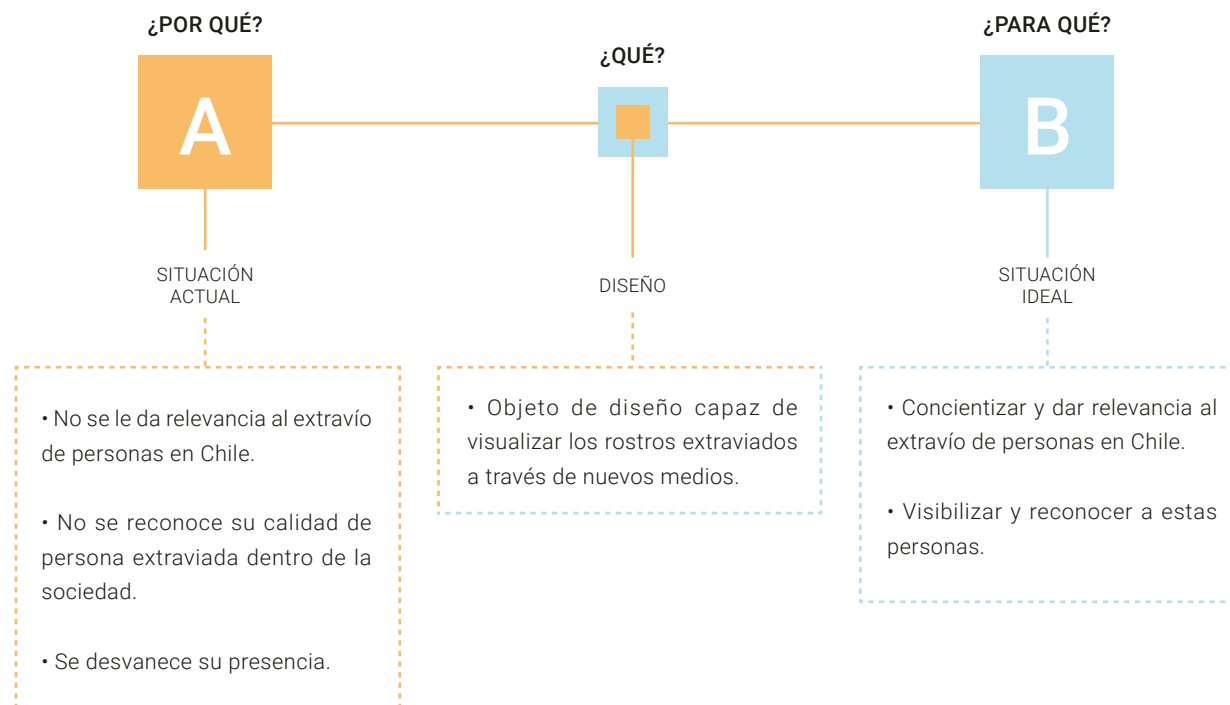 ¿POR QUÉ?
A
SITUACIÓN
ACTUAL
• No se le da relevancia al extravío
de personas en Chile.
• No se reconoce su calidad de
persona extraviada dentro de la
sociedad.
• Se desvanece su presencia.
¿QUÉ?
DISEÑO
• Objeto de diseño capaz de
visualizar los rostros extraviados
a través de nuevos medios.
¿PARA QUÉ?
B
SITUACIÓN
IDEAL
• Concientizar y dar relevancia al
extravío de personas en Chile.
• Visibilizar y reconocer a estas
personas.